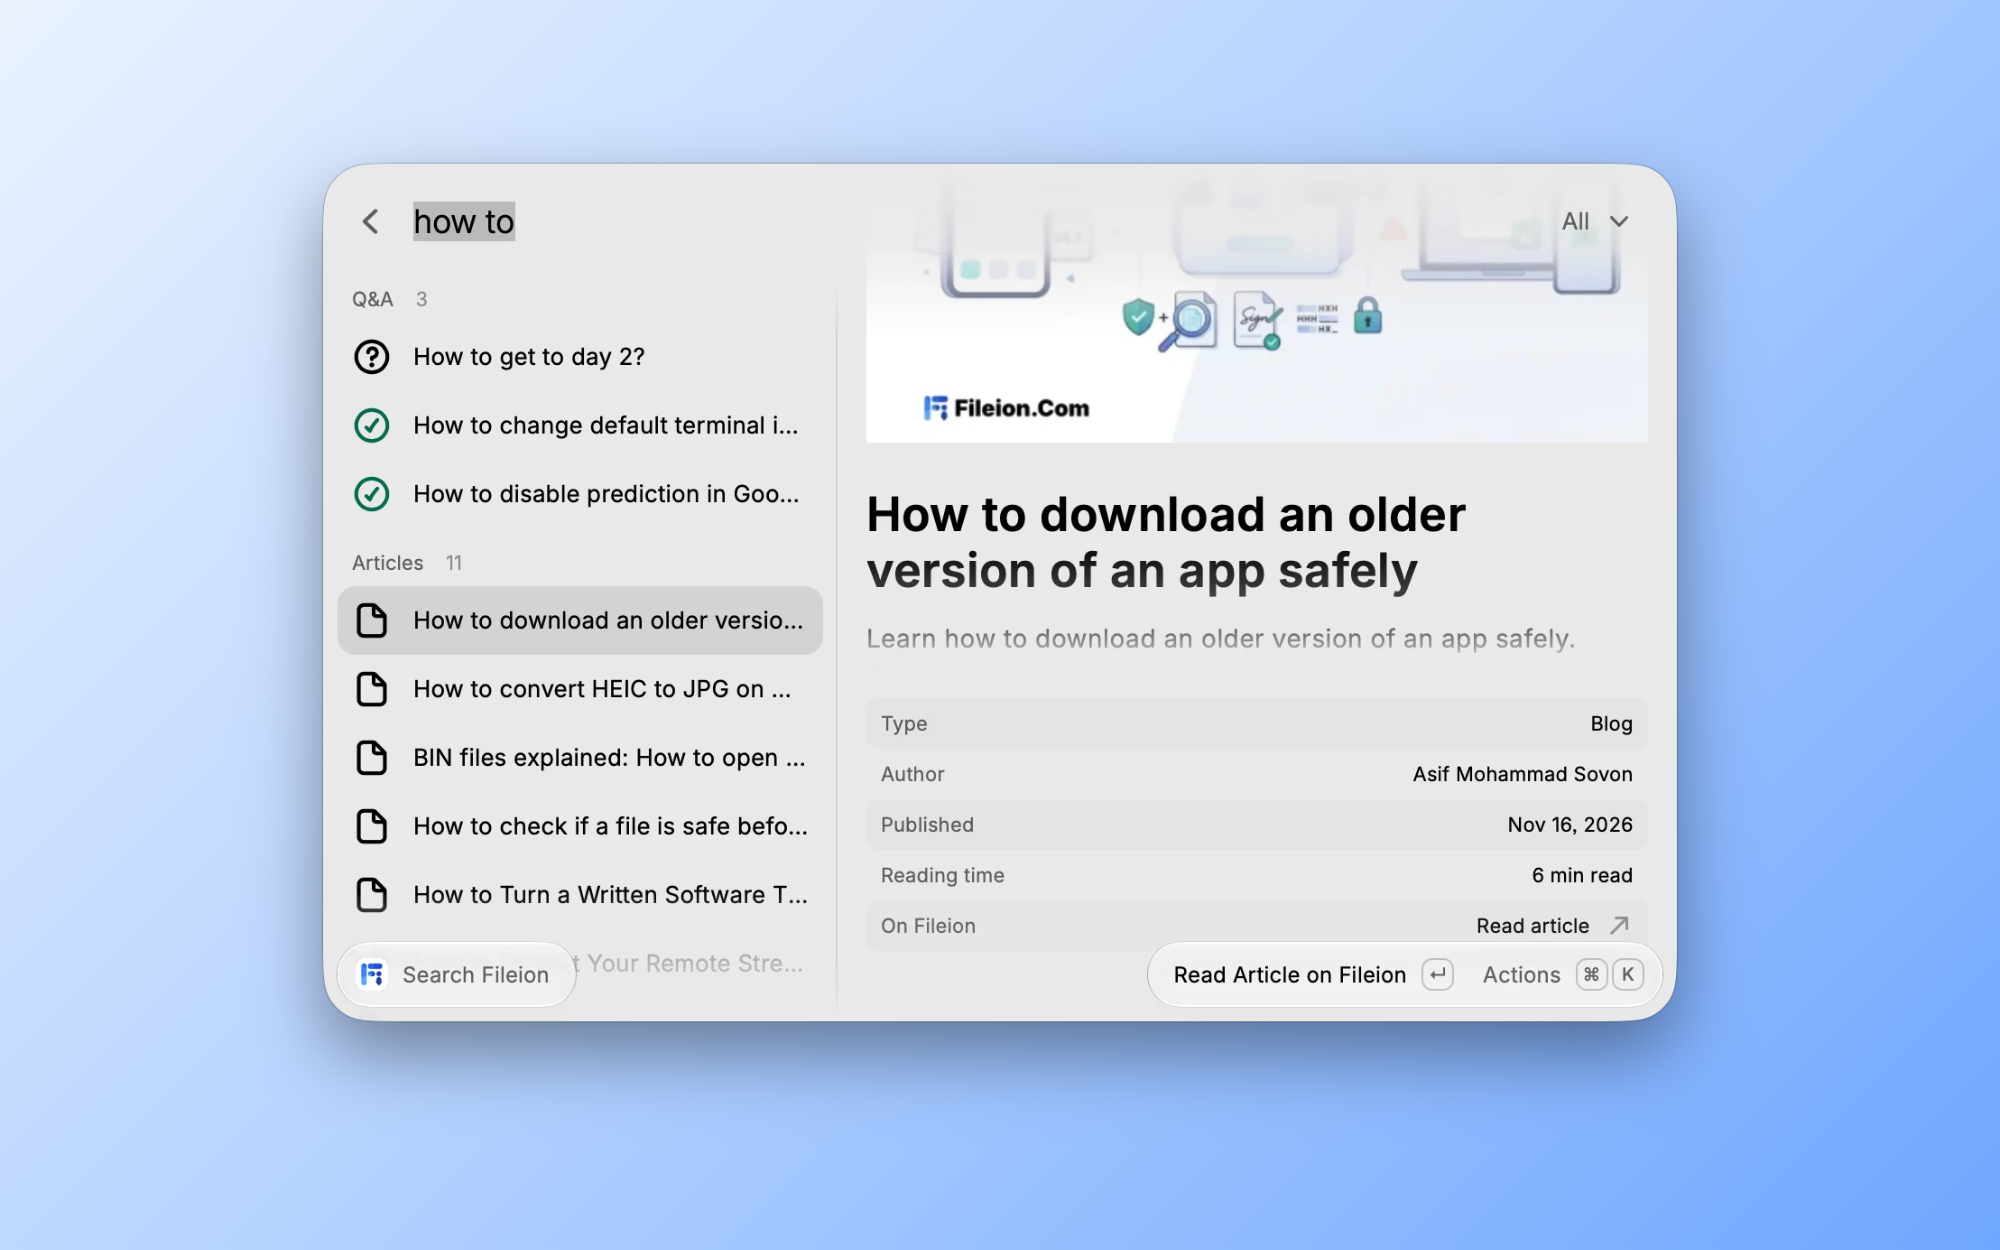 how to
All
Q&A 3
How to get to day 2?
How to change default terminal i...
How to disable prediction in Goo...
Articles 11
How to download an older versio...
How to convert HEIC to JPG on ...
BIN files explained: How to open ...
How to check if a file is safe befo...
How to Turn a Written Software T...
t Your Remote Stre...
Search Fileion
Sign
HXH
HHH
HX_
Fileion.Com
How to download an older
version of an app safely
Learn how to download an older version of an app safely.
Type Blog
Author Asif Mohammad Sovon
Published Nov 16, 2026
Reading time 6 min read
On Fileion Read article
Read Article on Fileion Actions ⌘ K